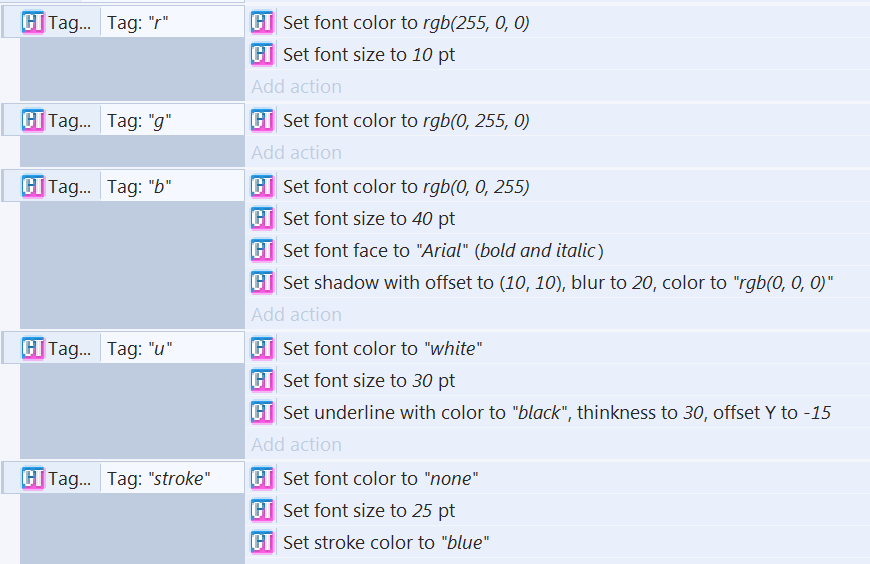 Tag... Tag: "r" Set font color to rgb(255, 0, 0)
Set font size to 10 pt
Add action
Tag... Tag: "g" Set font color to rgb(0, 255, 0)
Add action
Tag... Tag: "b" Set font color to rgb(0, 0, 255)
Set font size to 40 pt
Set font face to "Arial" (bold and italic)
Set shadow with offset to (10, 10), blur to 20, color to "rgb(0, 0, 0)"
Add action
Tag... Tag: "u" Set font color to "white"
Set font size to 30 pt
Set underline with color to "black", thinkness to 30, offset Y to -15
Add action
Tag... Tag: "stroke" Set font color to "none"
Set font size to 25 pt
Set stroke color to "blue"